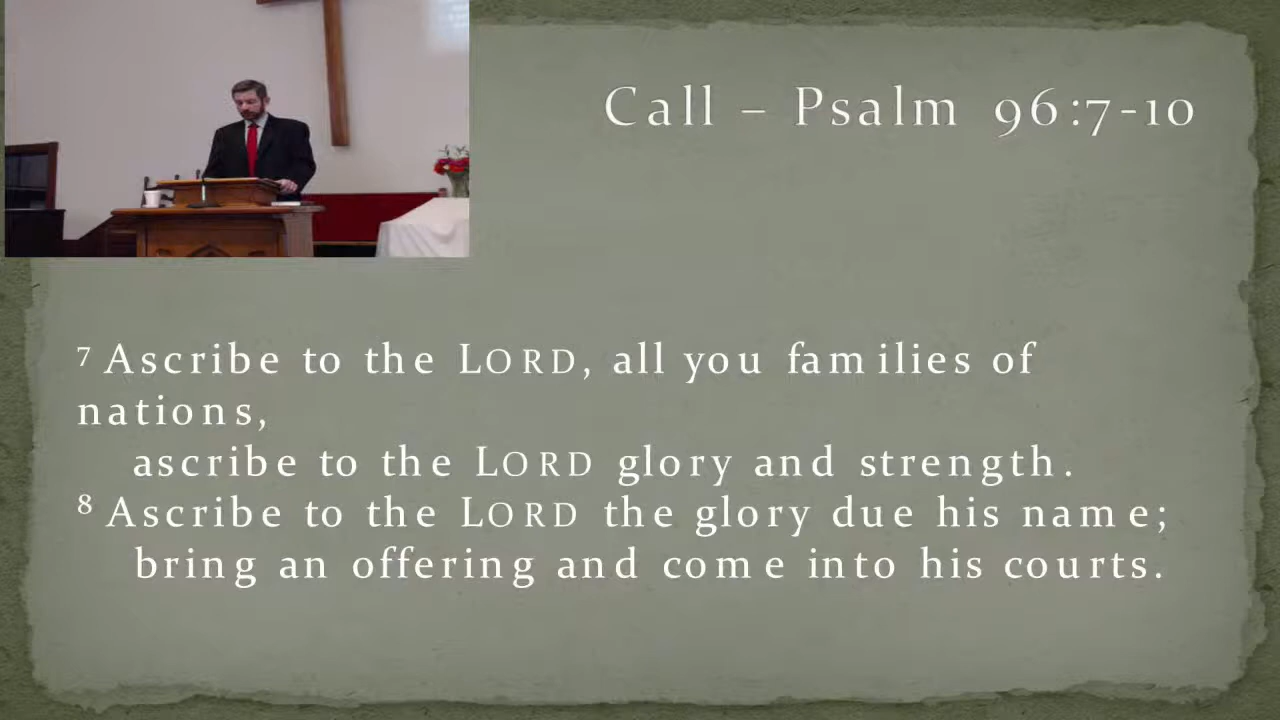 Call – Psalm 96:7-10
⁷ Ascribe to the LORD, all you families of
nations,
ascribe to the LORD glory and strength.
⁸ Ascribe to the LORD the glory due his name;
bring an offering and come into his courts.